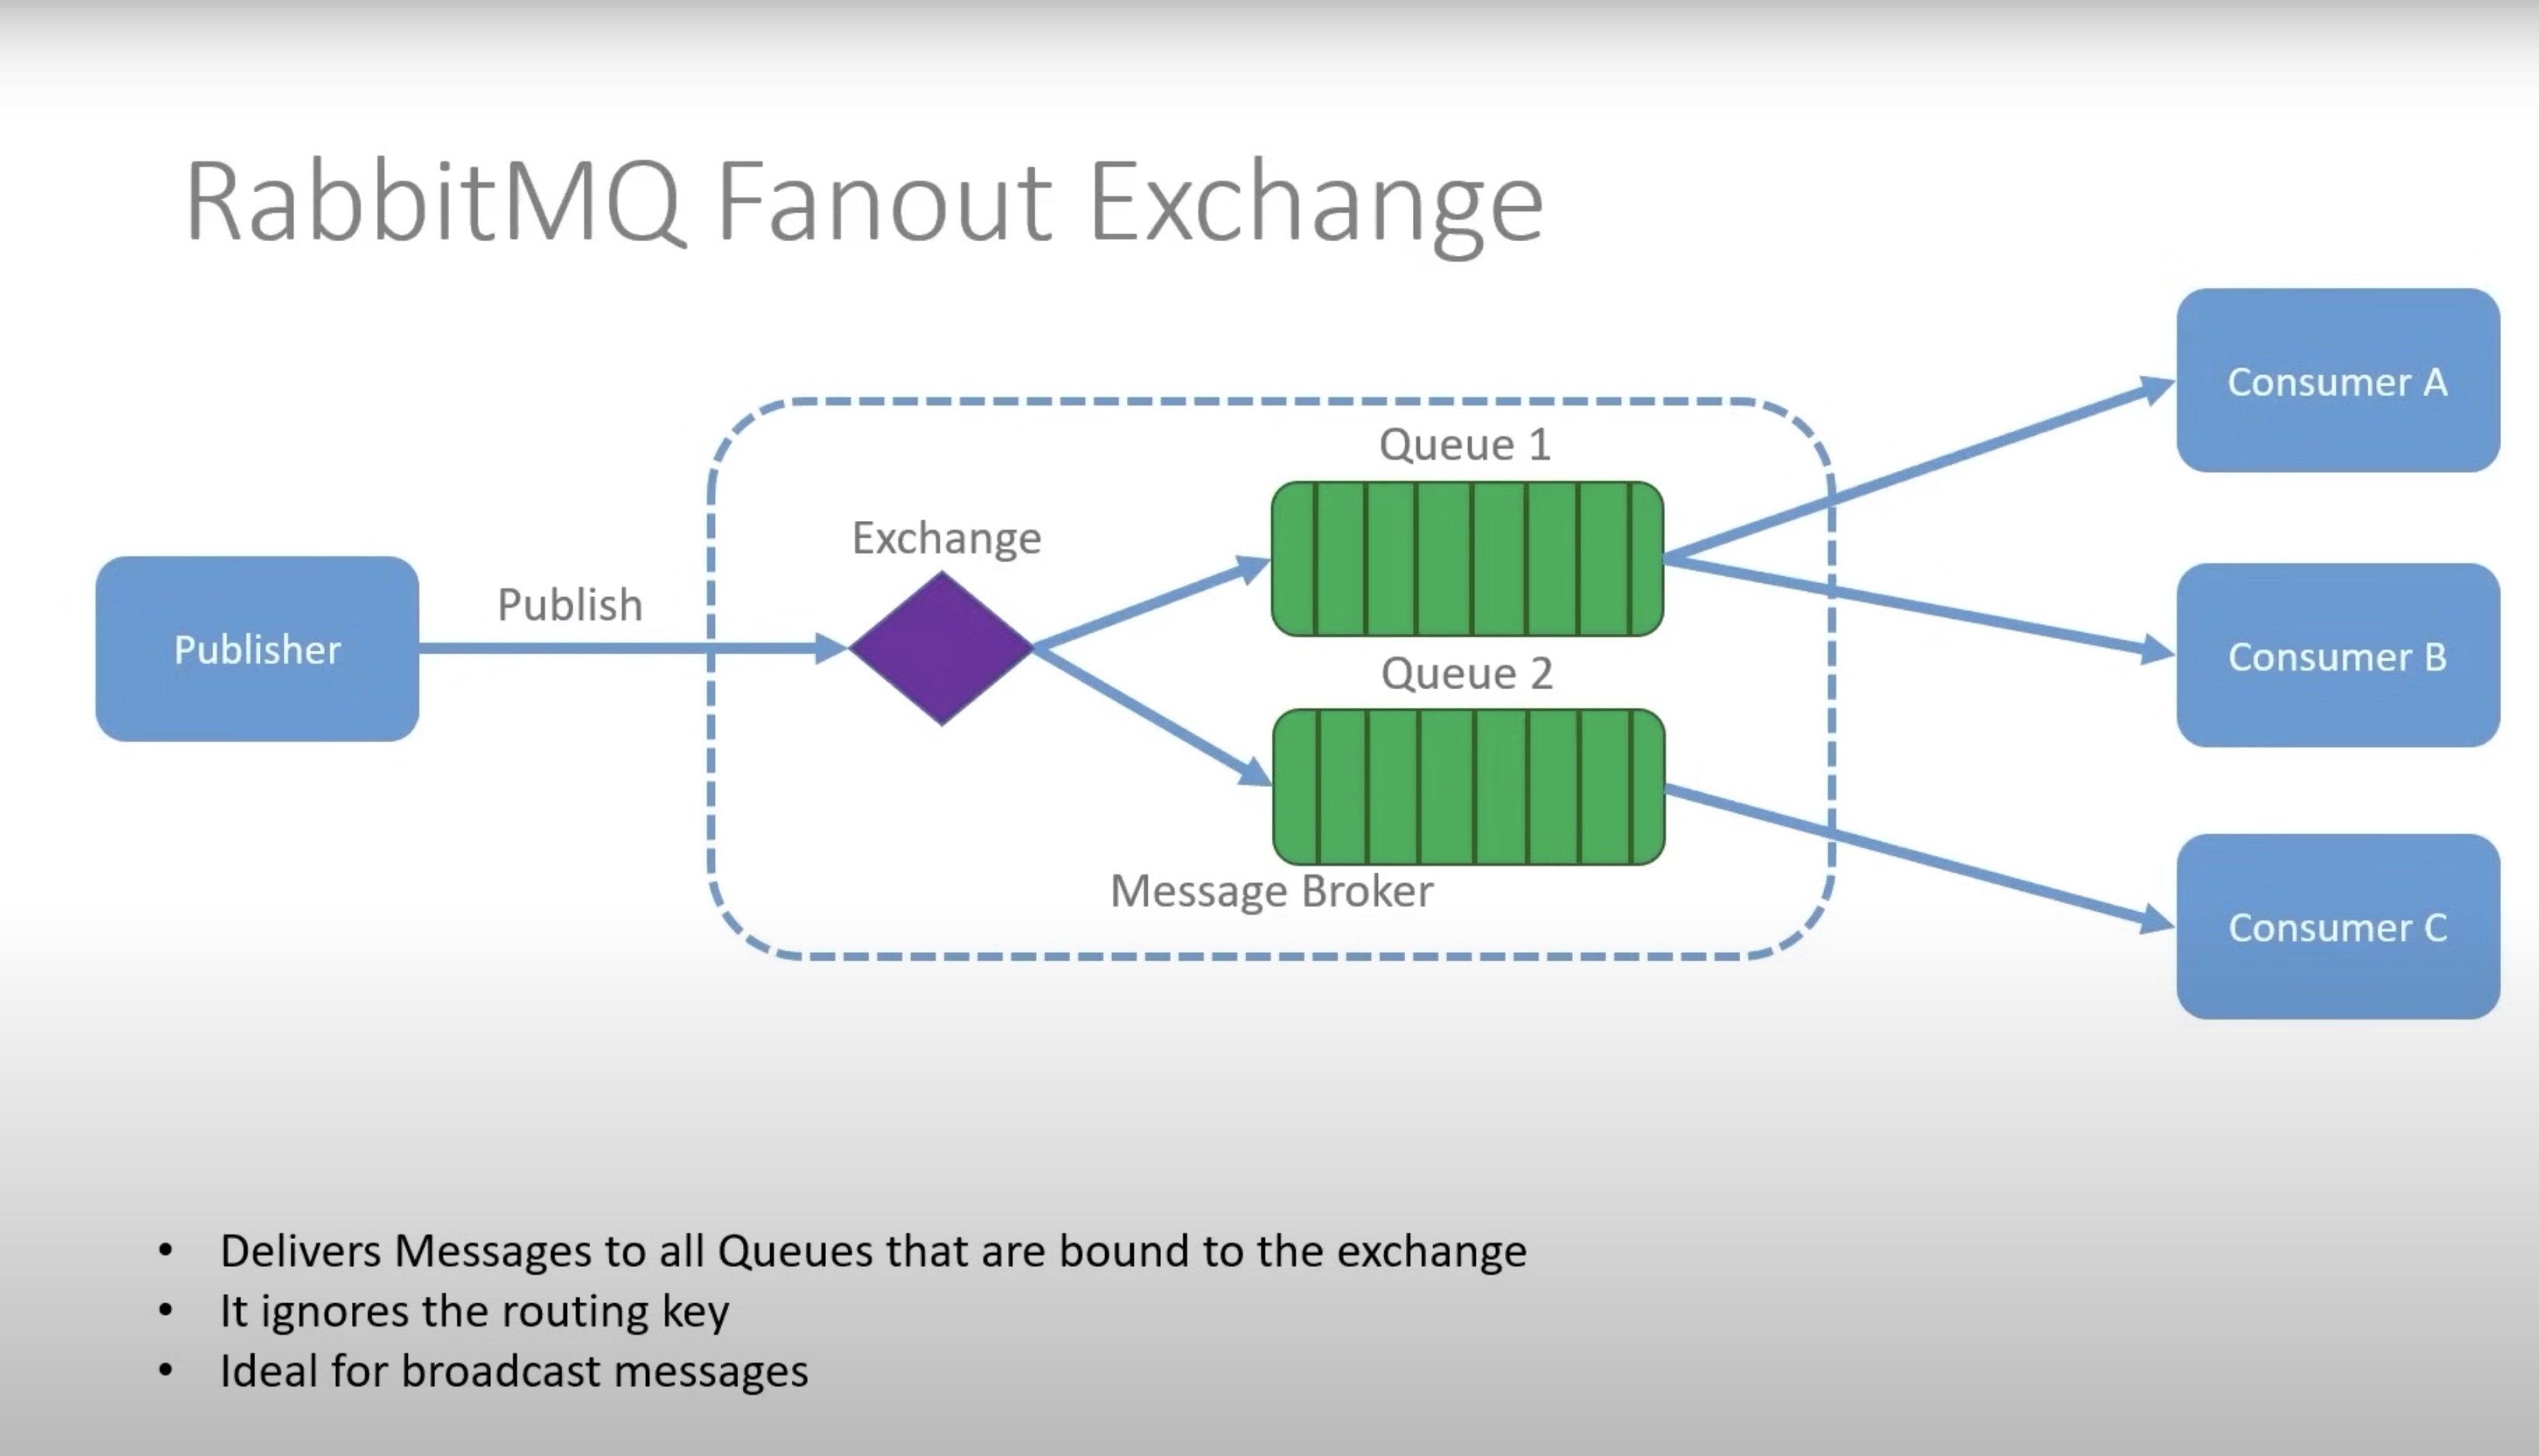 RabbitMQ Fanout Exchange
Publisher
Publish
Exchange
Queue 1
Queue 2
Message Broker
Consumer A
Consumer B
Consumer C
• Delivers Messages to all Queues that are bound to the exchange
• It ignores the routing key
• Ideal for broadcast messages